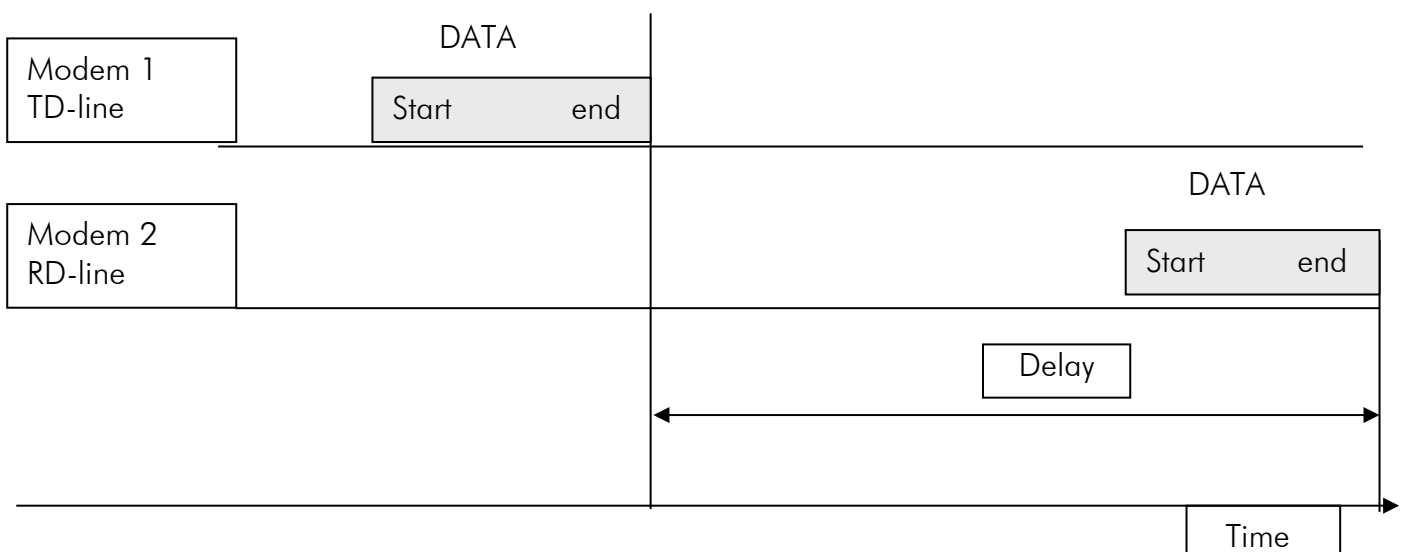 DATA
Modem 1
TD-line
Start end
DATA
Modem 2
RD-line
Start end
Delay
Time